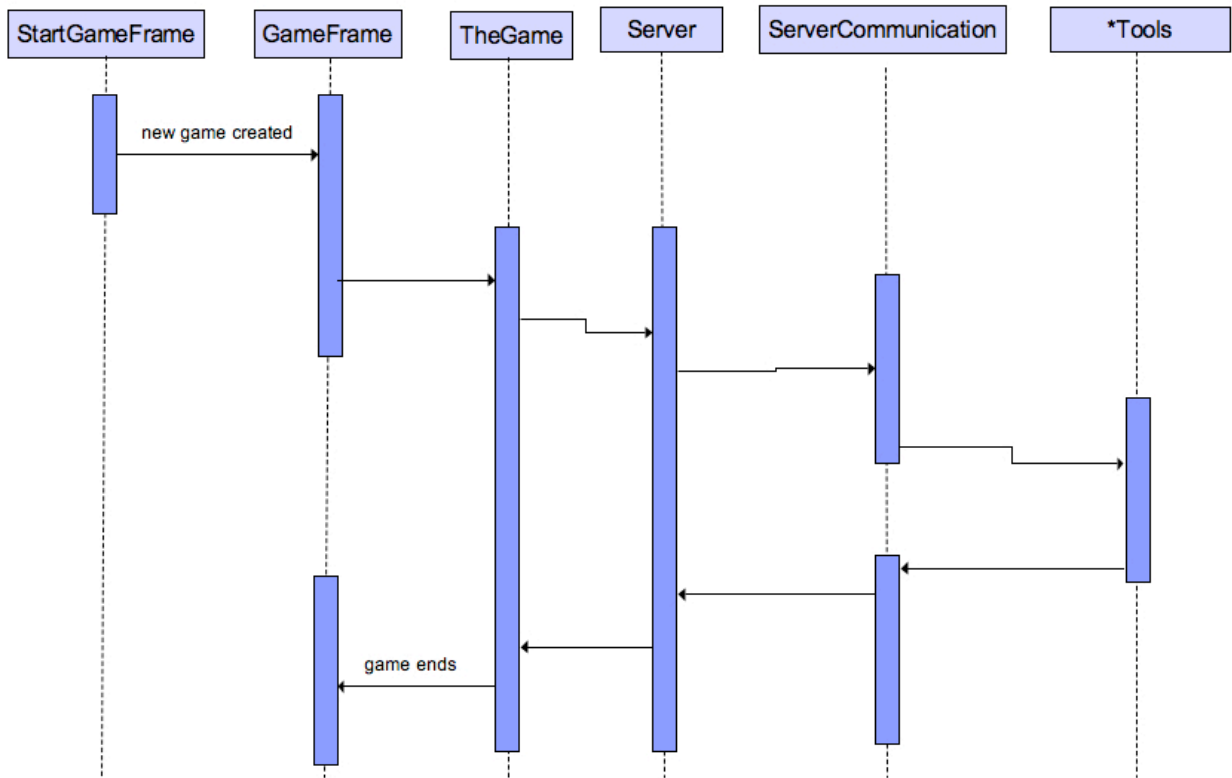 StartGameFrame
GameFrame
TheGame
Server
ServerCommunication
*Tools
new game created
game ends